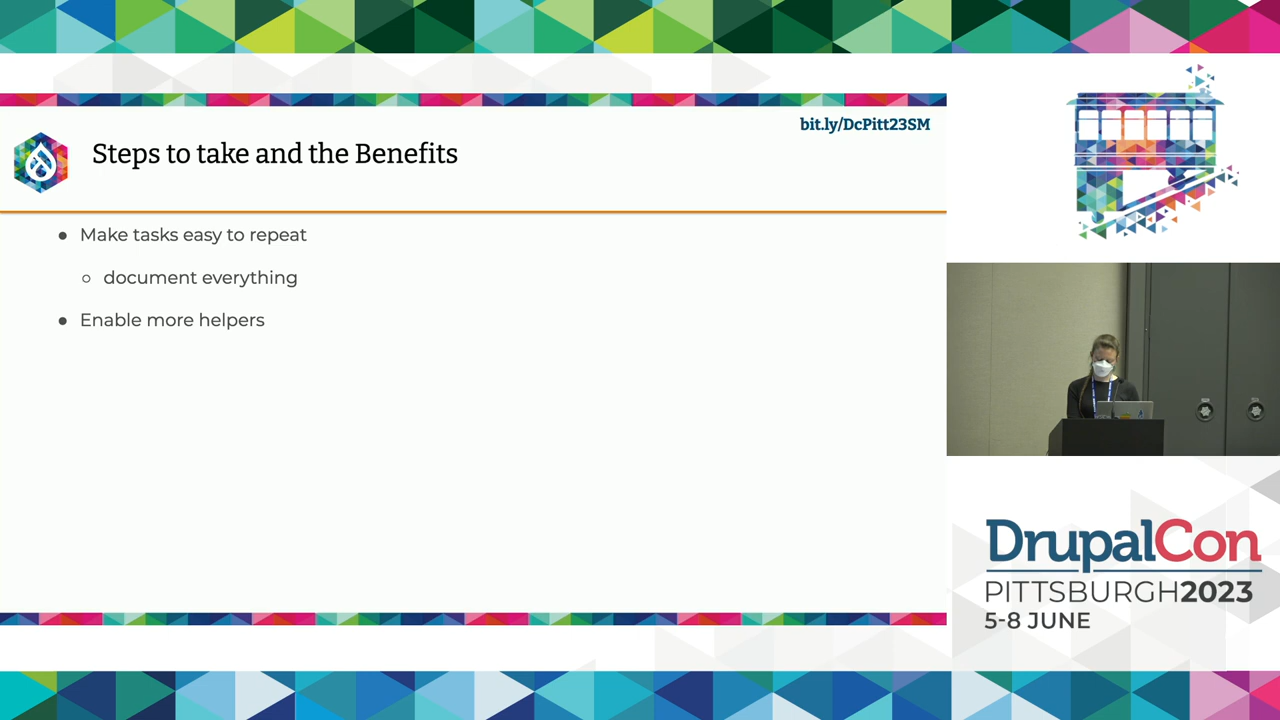 bit.ly/DcPitt23SM
Steps to take and the Benefits
● Make tasks easy to repeat
○ document everything
● Enable more helpers
DrupalCon
PITTSBURGH2023
5-8 JUNE